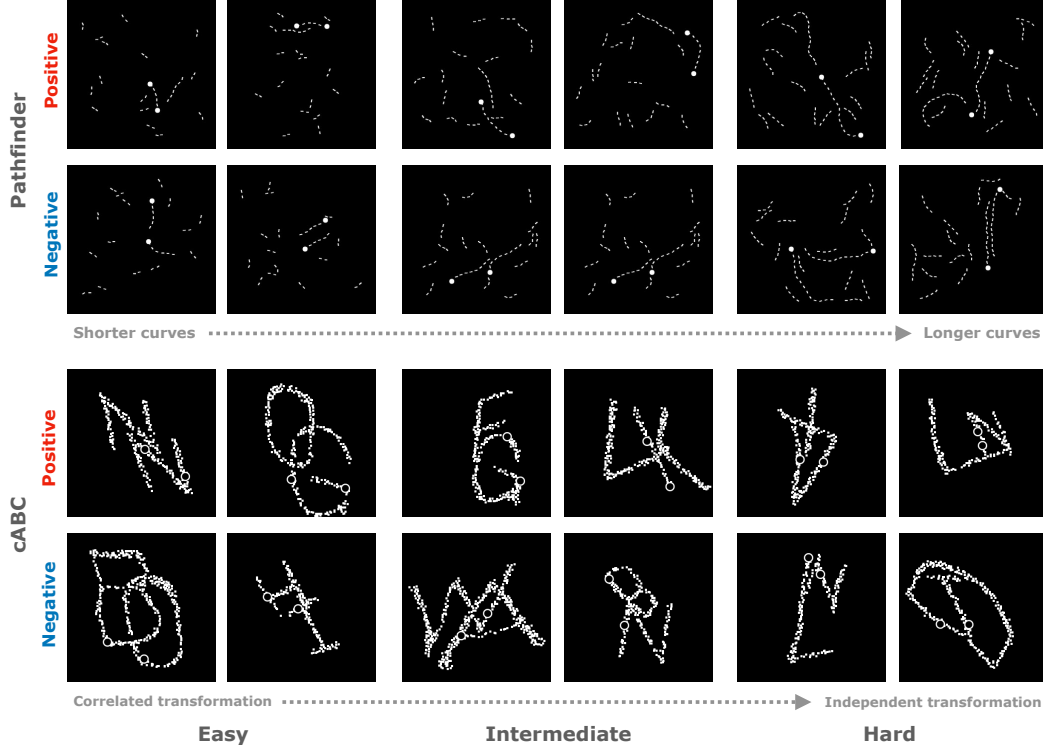 Pathfinder
Positive
Negative
Shorter curves
Longer curves
cABC
Positive
Negative
Correlated transformation
Independent transformation
Easy
Intermediate
Hard